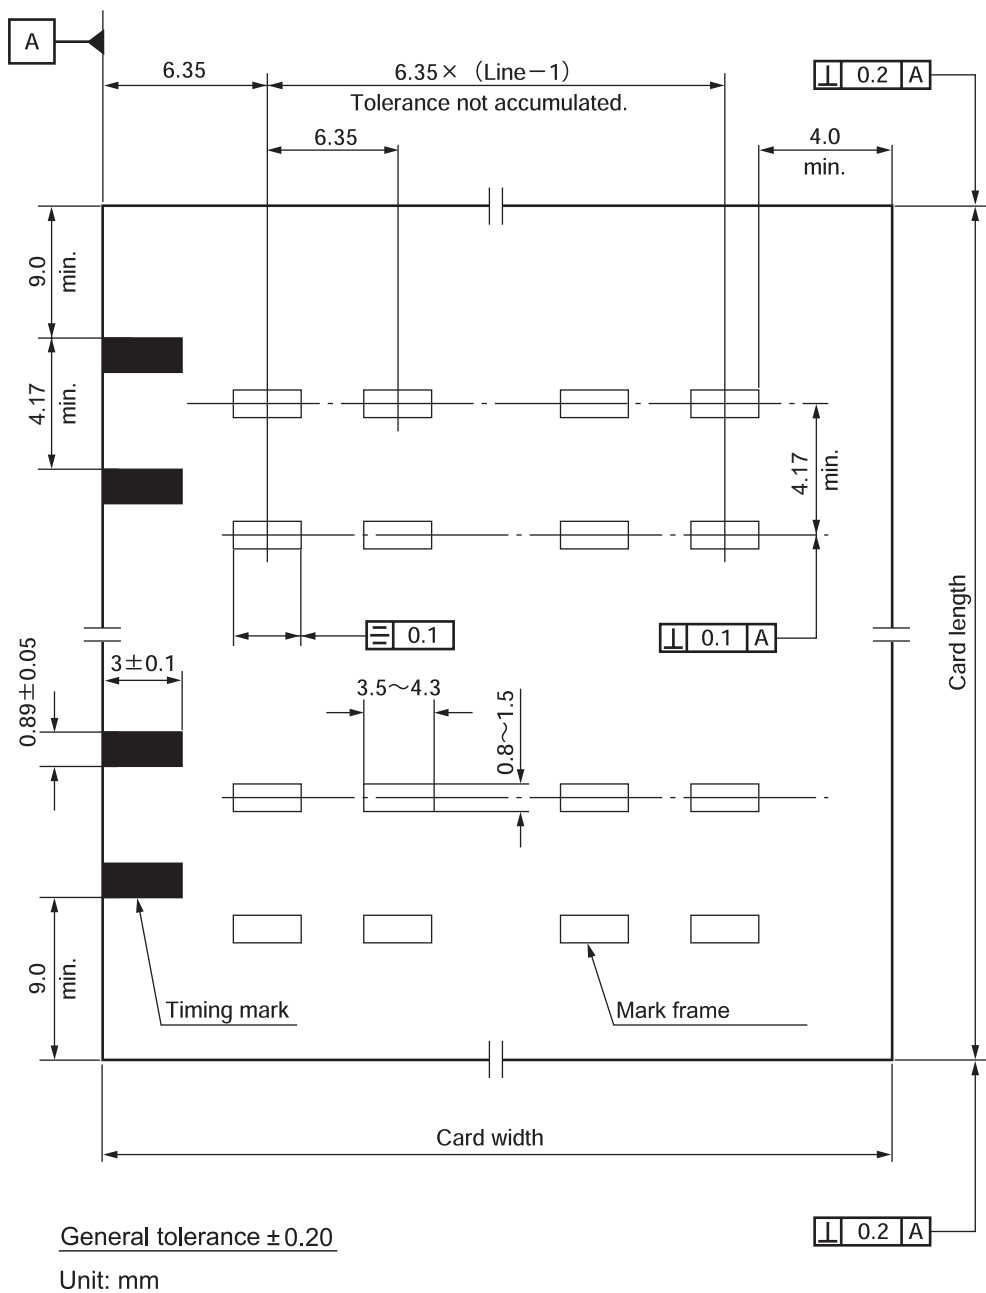 A
6.35
6.35× (Line－1)
Tolerance not accumulated.
⊥ 0.2 A
6.35
4.0
min.
9.0
min.
4.17
min.
4.17
min.
0.1
⊥ 0.1 A
Card length
0.89±0.05
3±0.1
3.5～4.3
0.8～1.5
9.0
min.
Timing mark
Mark frame
Card width
⊥ 0.2 A
General tolerance ±0.20
Unit: mm